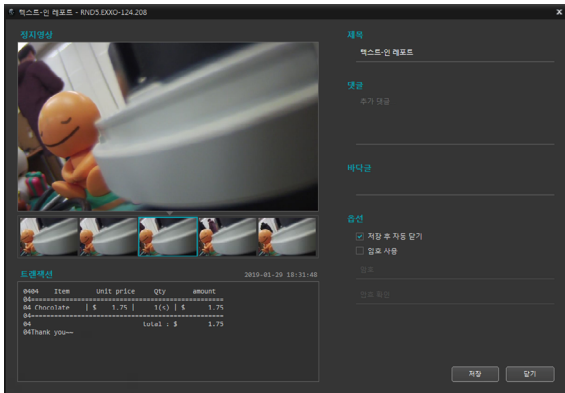 텍스트-인 레포트 - RND5.EXXO-124.208
정지영상
제목
텍스트-인 레포트
댓글
추가 댓글
바닥글
옵션
저장 후 자동 닫기
암호 사용
암호
암호 확인
트랜잭션 2019-01-29 18:31:48
0404 Item Unit price Qty amount
04================================================
04 Chocolate | $ 1.75 | 1(s) | $ 1.75
04================================================
04 Total : $ 1.75
04Thank you~~
저장 닫기